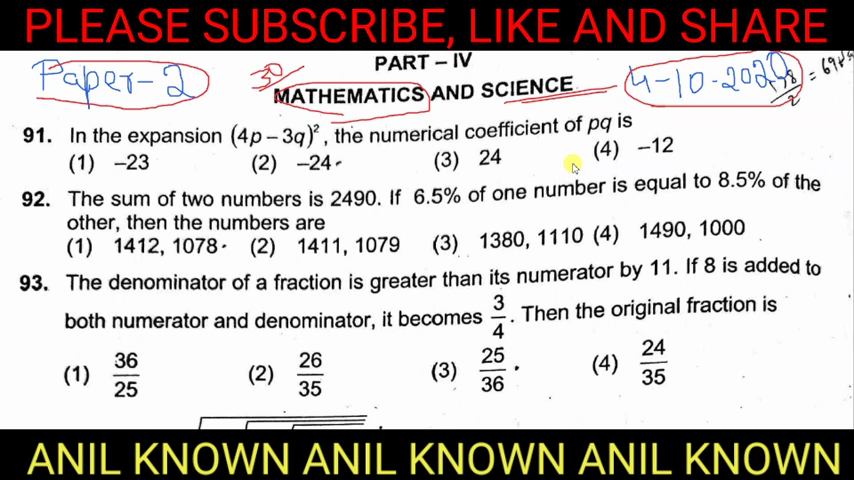 PLEASE SUBSCRIBE, LIKE AND SHARE
PART – IV
Paper-2
30
MATHEMATICS AND SCIENCE
4-10-2020
91. In the expansion (4p – 3q)², the numerical coefficient of pq is
(1) –23 (2) –24 (3) 24 (4) –12
92. The sum of two numbers is 2490. If 6.5% of one number is equal to 8.5% of the
other, then the numbers are
(1) 1412, 1078 (2) 1411, 1079 (3) 1380, 1110 (4) 1490, 1000
93. The denominator of a fraction is greater than its numerator by 11. If 8 is added to
both numerator and denominator, it becomes 3/4. Then the original fraction is
(1) 36/25 (2) 26/35 (3) 25/36 (4) 24/35
ANIL KNOWN ANIL KNOWN ANIL KNOWN